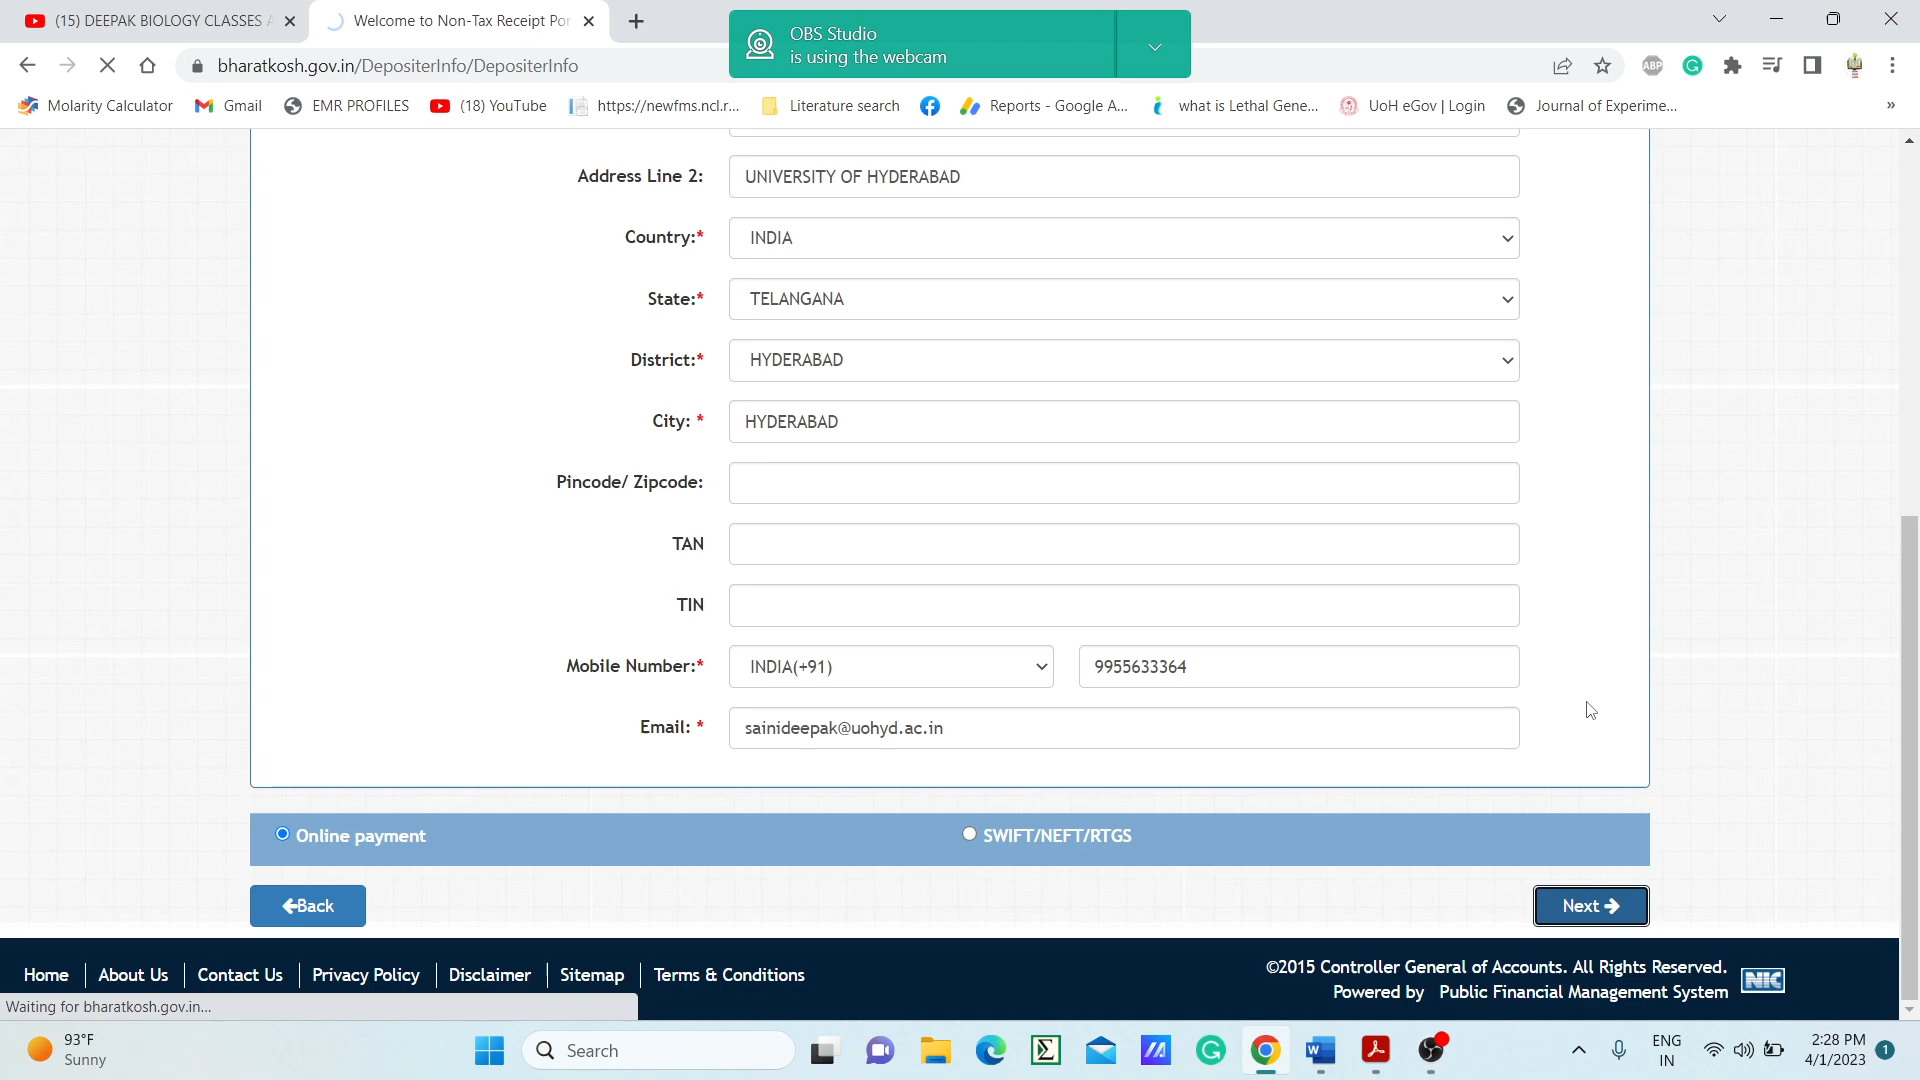 (15) DEEPAK BIOLOGY CLASSES
Welcome to Non-Tax Receipt Por
OBS Studio
is using the webcam
bharatkosh.gov.in/DepositerInfo/DepositerInfo
ABP
Molarity Calculator
Gmail
EMR PROFILES
(18) YouTube
https://newfms.ncl.r...
Literature search
Reports - Google A...
what is Lethal Gene...
UoH eGov | Login
Journal of Experime...
»
Address Line 2:
UNIVERSITY OF HYDERABAD
Country:*
INDIA
State:*
TELANGANA
District:*
HYDERABAD
City: *
HYDERABAD
Pincode/ Zipcode:
TAN
TIN
Mobile Number:*
INDIA(+91)
9955633364
Email: *
sainideepak@uohyd.ac.in
Online payment
SWIFT/NEFT/RTGS
Back
Next
Home
About Us
Contact Us
Privacy Policy
Disclaimer
Sitemap
Terms & Conditions
©2015 Controller General of Accounts. All Rights Reserved.
Powered by Public Financial Management System
NIC
Waiting for bharatkosh.gov.in...
93°F
Sunny
Search
ENG
IN
2:28 PM
4/1/2023
1